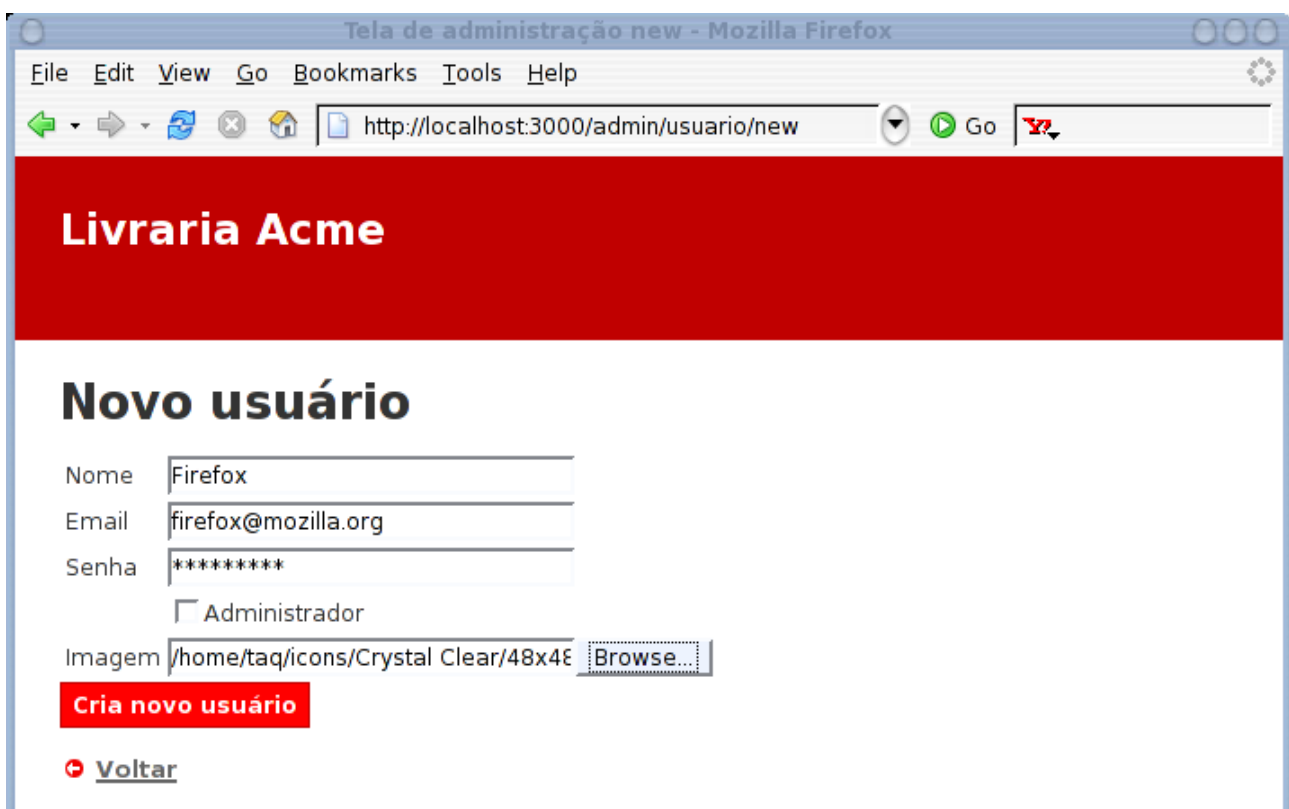 Tela de administração new - Mozilla Firefox
File Edit View Go Bookmarks Tools Help
http://localhost:3000/admin/usuario/new Go Y!
Livraria Acme
Novo usuário
Nome Firefox
Email firefox@mozilla.org
Senha *********
Administrador
Imagem /home/taq/icons/Crystal Clear/48x48 Browse...
Cria novo usuário
Voltar